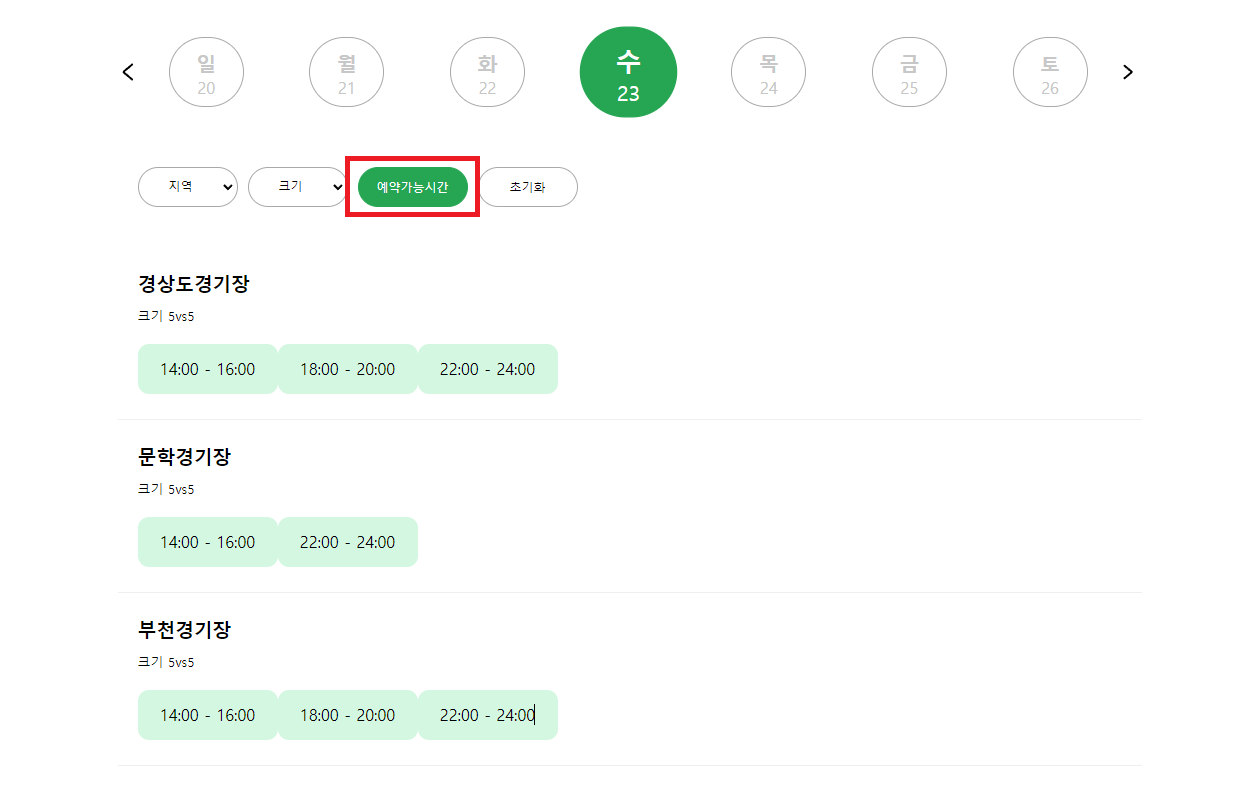 일 월 화 수 목 금 토
20 21 22 23 24 25 26
지역 크기 예약가능시간 초기화
경상도경기장
크기 5vs5
14:00 - 16:00 18:00 - 20:00 22:00 - 24:00
문학경기장
크기 5vs5
14:00 - 16:00 22:00 - 24:00
부천경기장
크기 5vs5
14:00 - 16:00 18:00 - 20:00 22:00 - 24:00